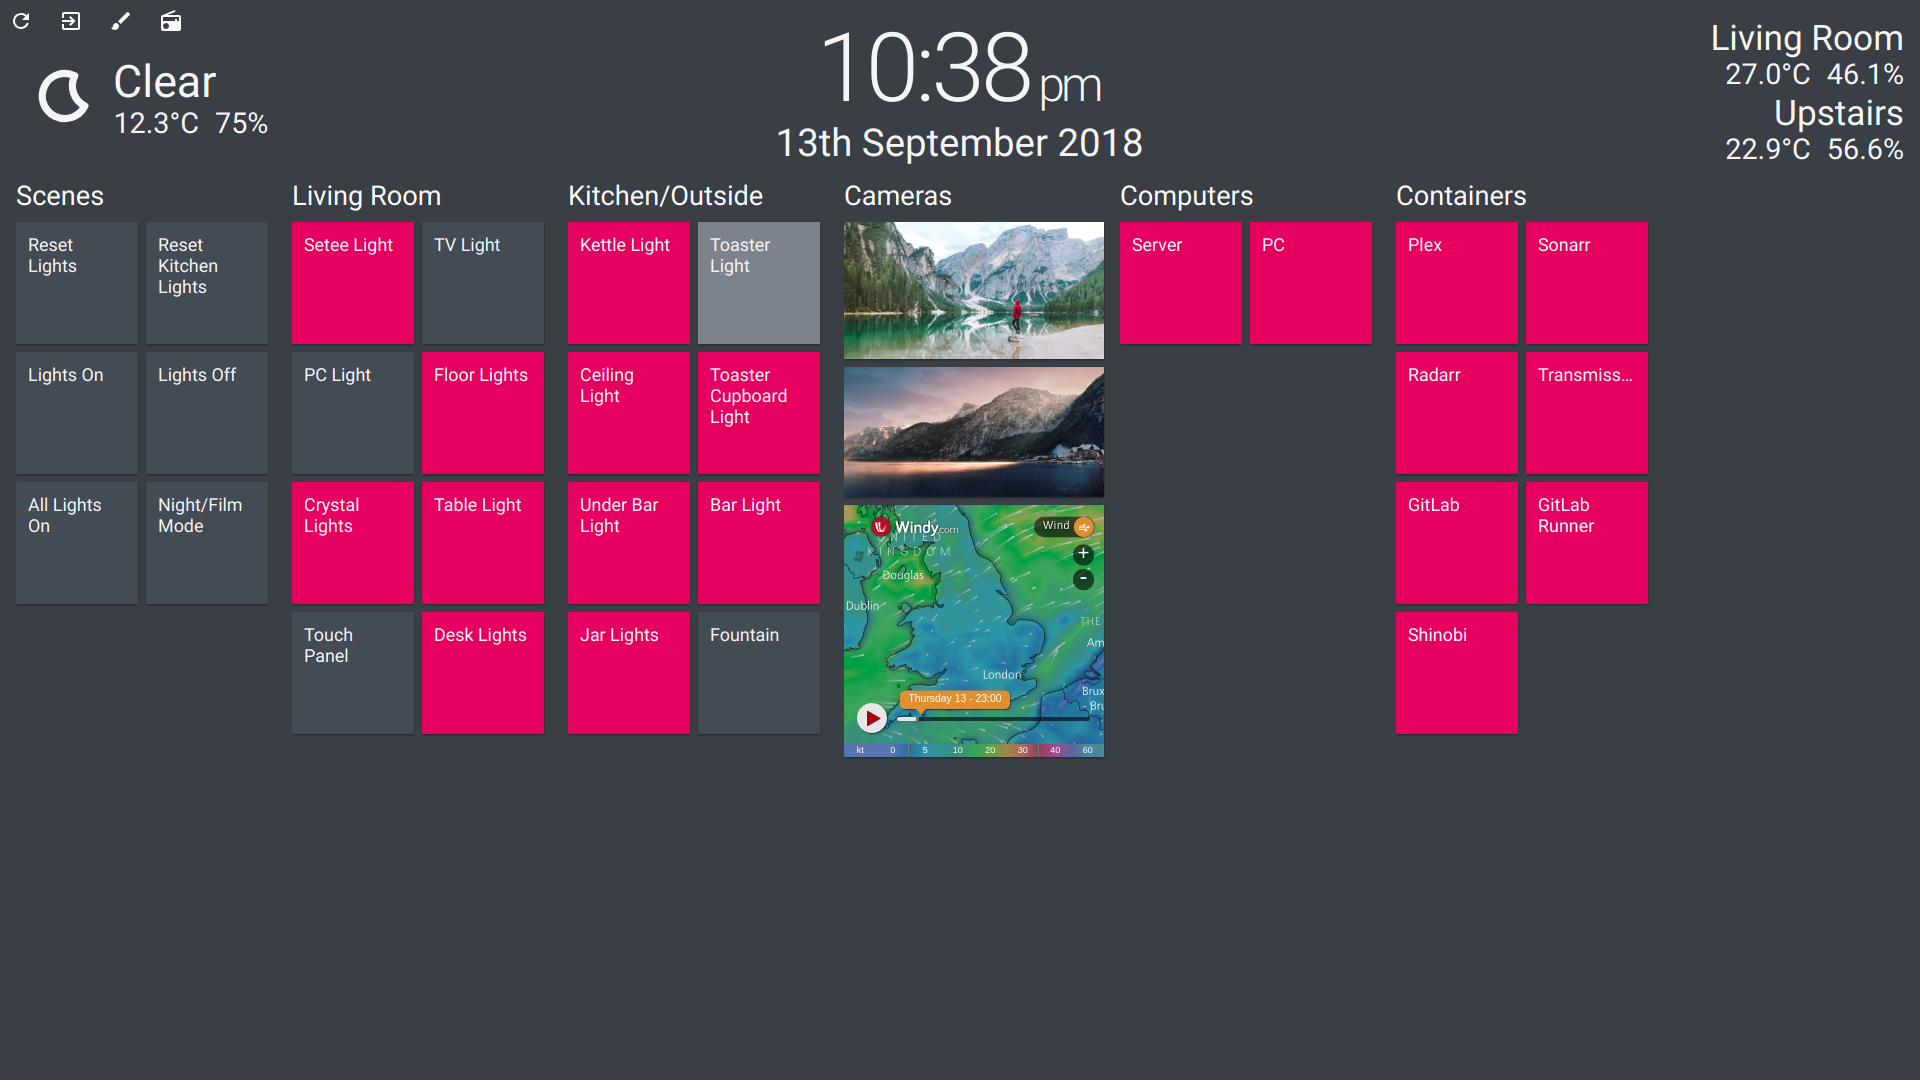 Clear
12.3°C 75%
10:38 pm
13th September 2018
Living Room
27.0°C 46.1%
Upstairs
22.9°C 56.6%
Scenes
Reset
Lights
Reset
Kitchen
Lights
Lights On
Lights Off
All Lights
On
Night/Film
Mode
Living Room
Setee Light
TV Light
PC Light
Floor Lights
Crystal
Lights
Table Light
Touch
Panel
Desk Lights
Kitchen/Outside
Kettle Light
Toaster
Light
Ceiling
Light
Toaster
Cupboard
Light
Under Bar
Light
Bar Light
Jar Lights
Fountain
Cameras
Windy.com
Wind
UNITED
KINGDOM
+
-
Douglas
Dublin
THE
Am
London
Brux
- Bru
Thursday 13 - 23:00
kt 0 5 10 20 30 40 60
Computers
Server
PC
Containers
Plex
Sonarr
Radarr
Transmiss...
GitLab
GitLab
Runner
Shinobi